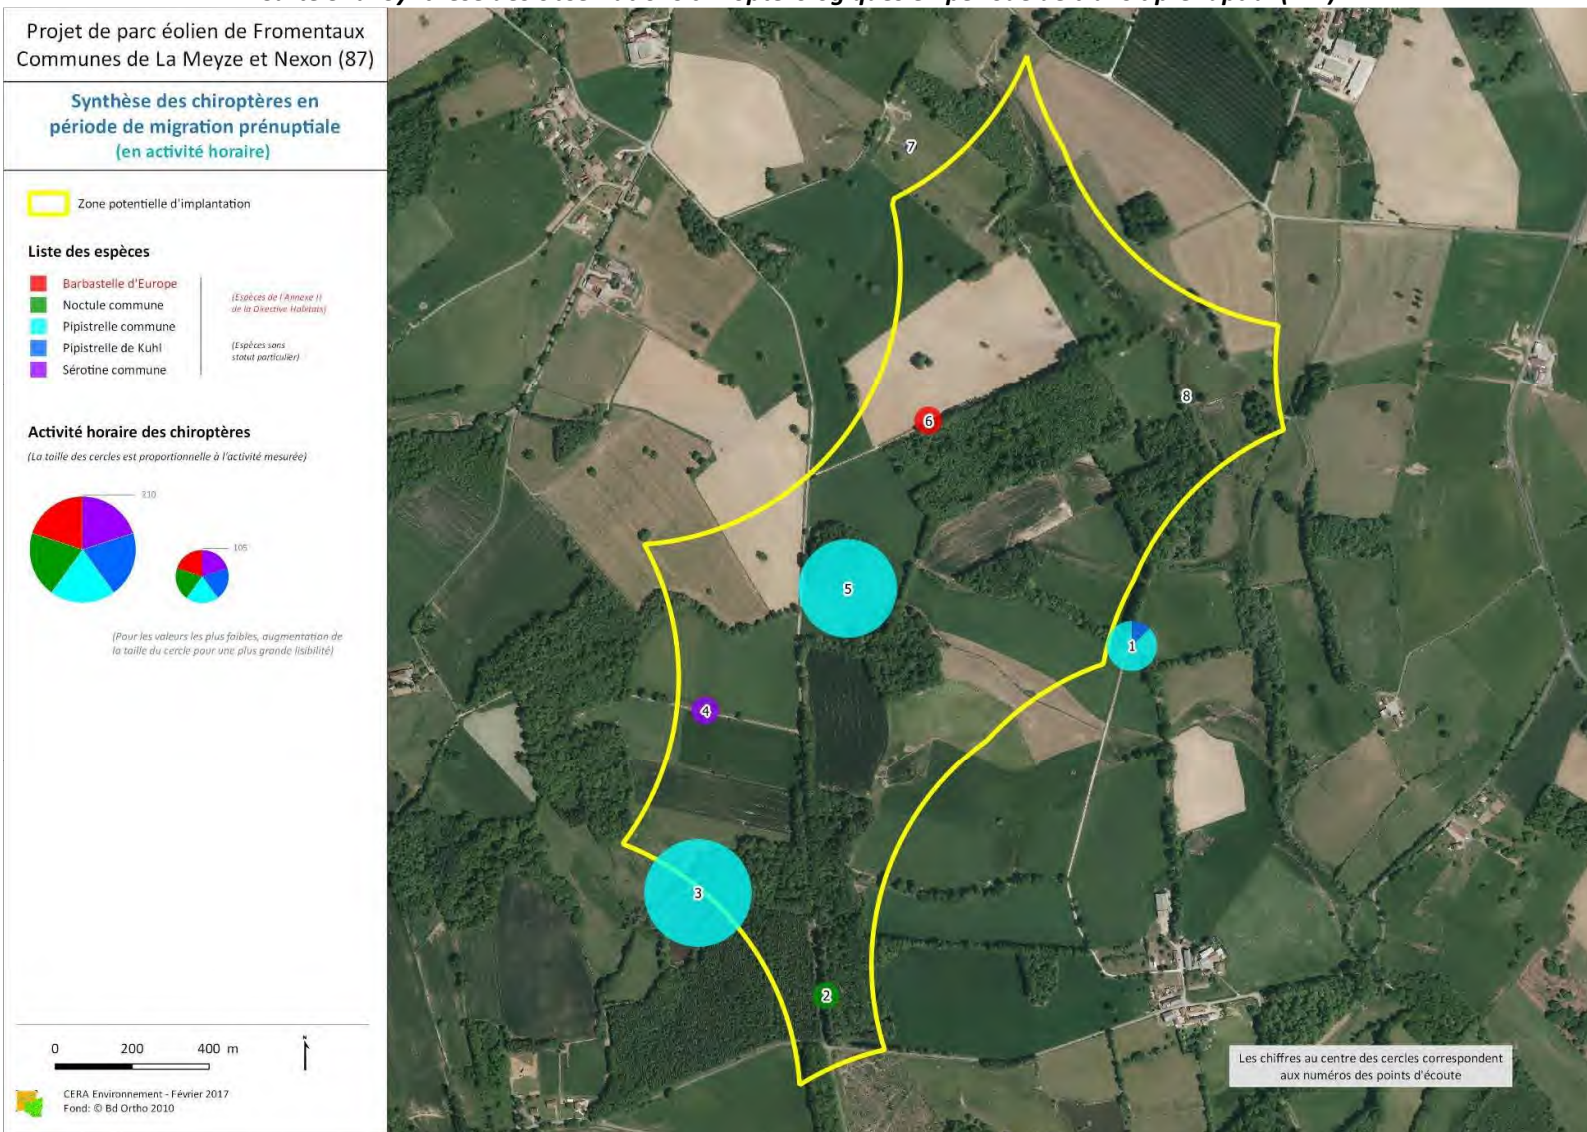 Projet de parc éolien de Fromentaux
Communes de La Meyze et Nexon (87)
Synthèse des chiroptères en
période de migration prénuptiale
(en activité horaire)
Zone potentielle d'implantation
Liste des espèces
Barbastelle d'Europe
Noctule commune
Pipistrelle commune
Pipistrelle de Kuhl
Sérotine commune
(Espèces de l'Annexe II
de la Directive Habitats)
(Espèces sans
statut particulier)
Activité horaire des chiroptères
(La taille des cercles est proportionnelle à l'activité mesurée)
210
105
(Pour les valeurs les plus faibles, augmentation de
la taille du cercle pour une plus grande lisibilité)
0 200 400 m
N
CERA Environnement - Février 2017
Fond: © Bd Ortho 2010
7
8
6
5
1
4
3
2
Les chiffres au centre des cercles correspondent
aux numéros des points d'écoute